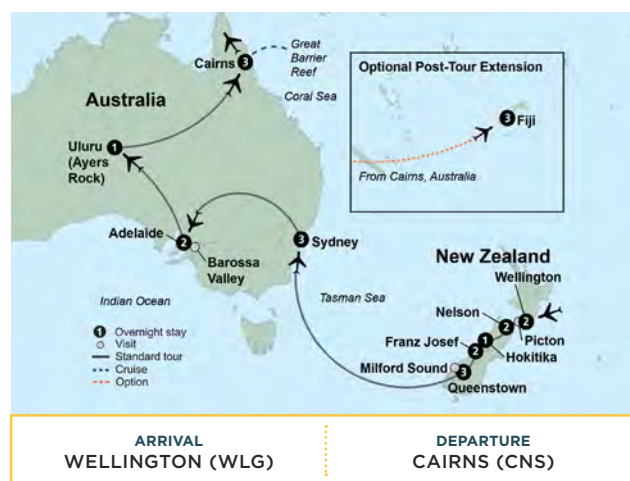 Great
Barrier
Reef
Cairns
3
Coral Sea
Australia
Optional Post-Tour Extension
3
Fiji
From Cairns, Australia
Uluru
(Ayers
Rock)
1
Adelaide
2
Barossa
Valley
3
Sydney
New Zealand
Wellington
Indian Ocean
Tasman Sea
Nelson
2
2
Picton
Franz Josef
2
1
Hokitika
Milford Sound
3
Queenstown
1 Overnight stay
Visit
Standard tour
Cruise
Option
ARRIVAL
WELLINGTON (WLG)
DEPARTURE
CAIRNS (CNS)